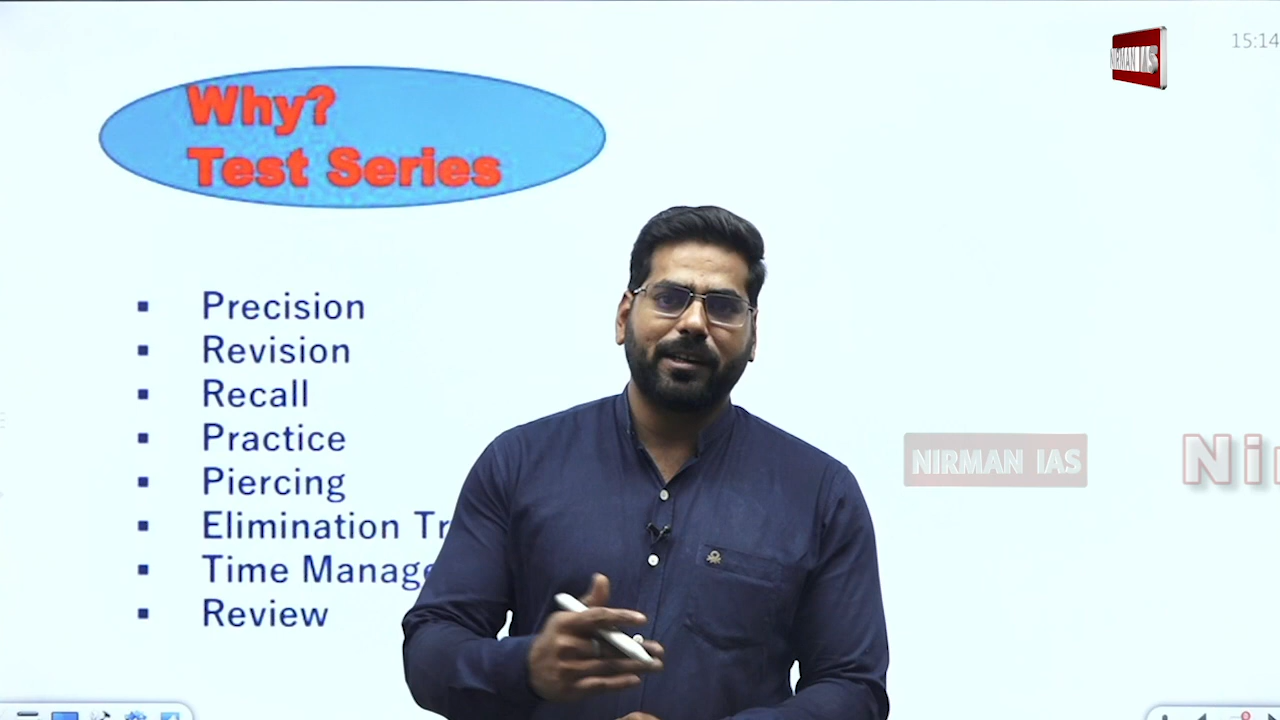 15:14
NIRMAN IAS
Why?
Test Series
▪ Precision
▪ Revision
▪ Recall
▪ Practice
▪ Piercing
▪ Elimination Tr
▪ Time Manage
▪ Review
NIRMAN IAS
Ni